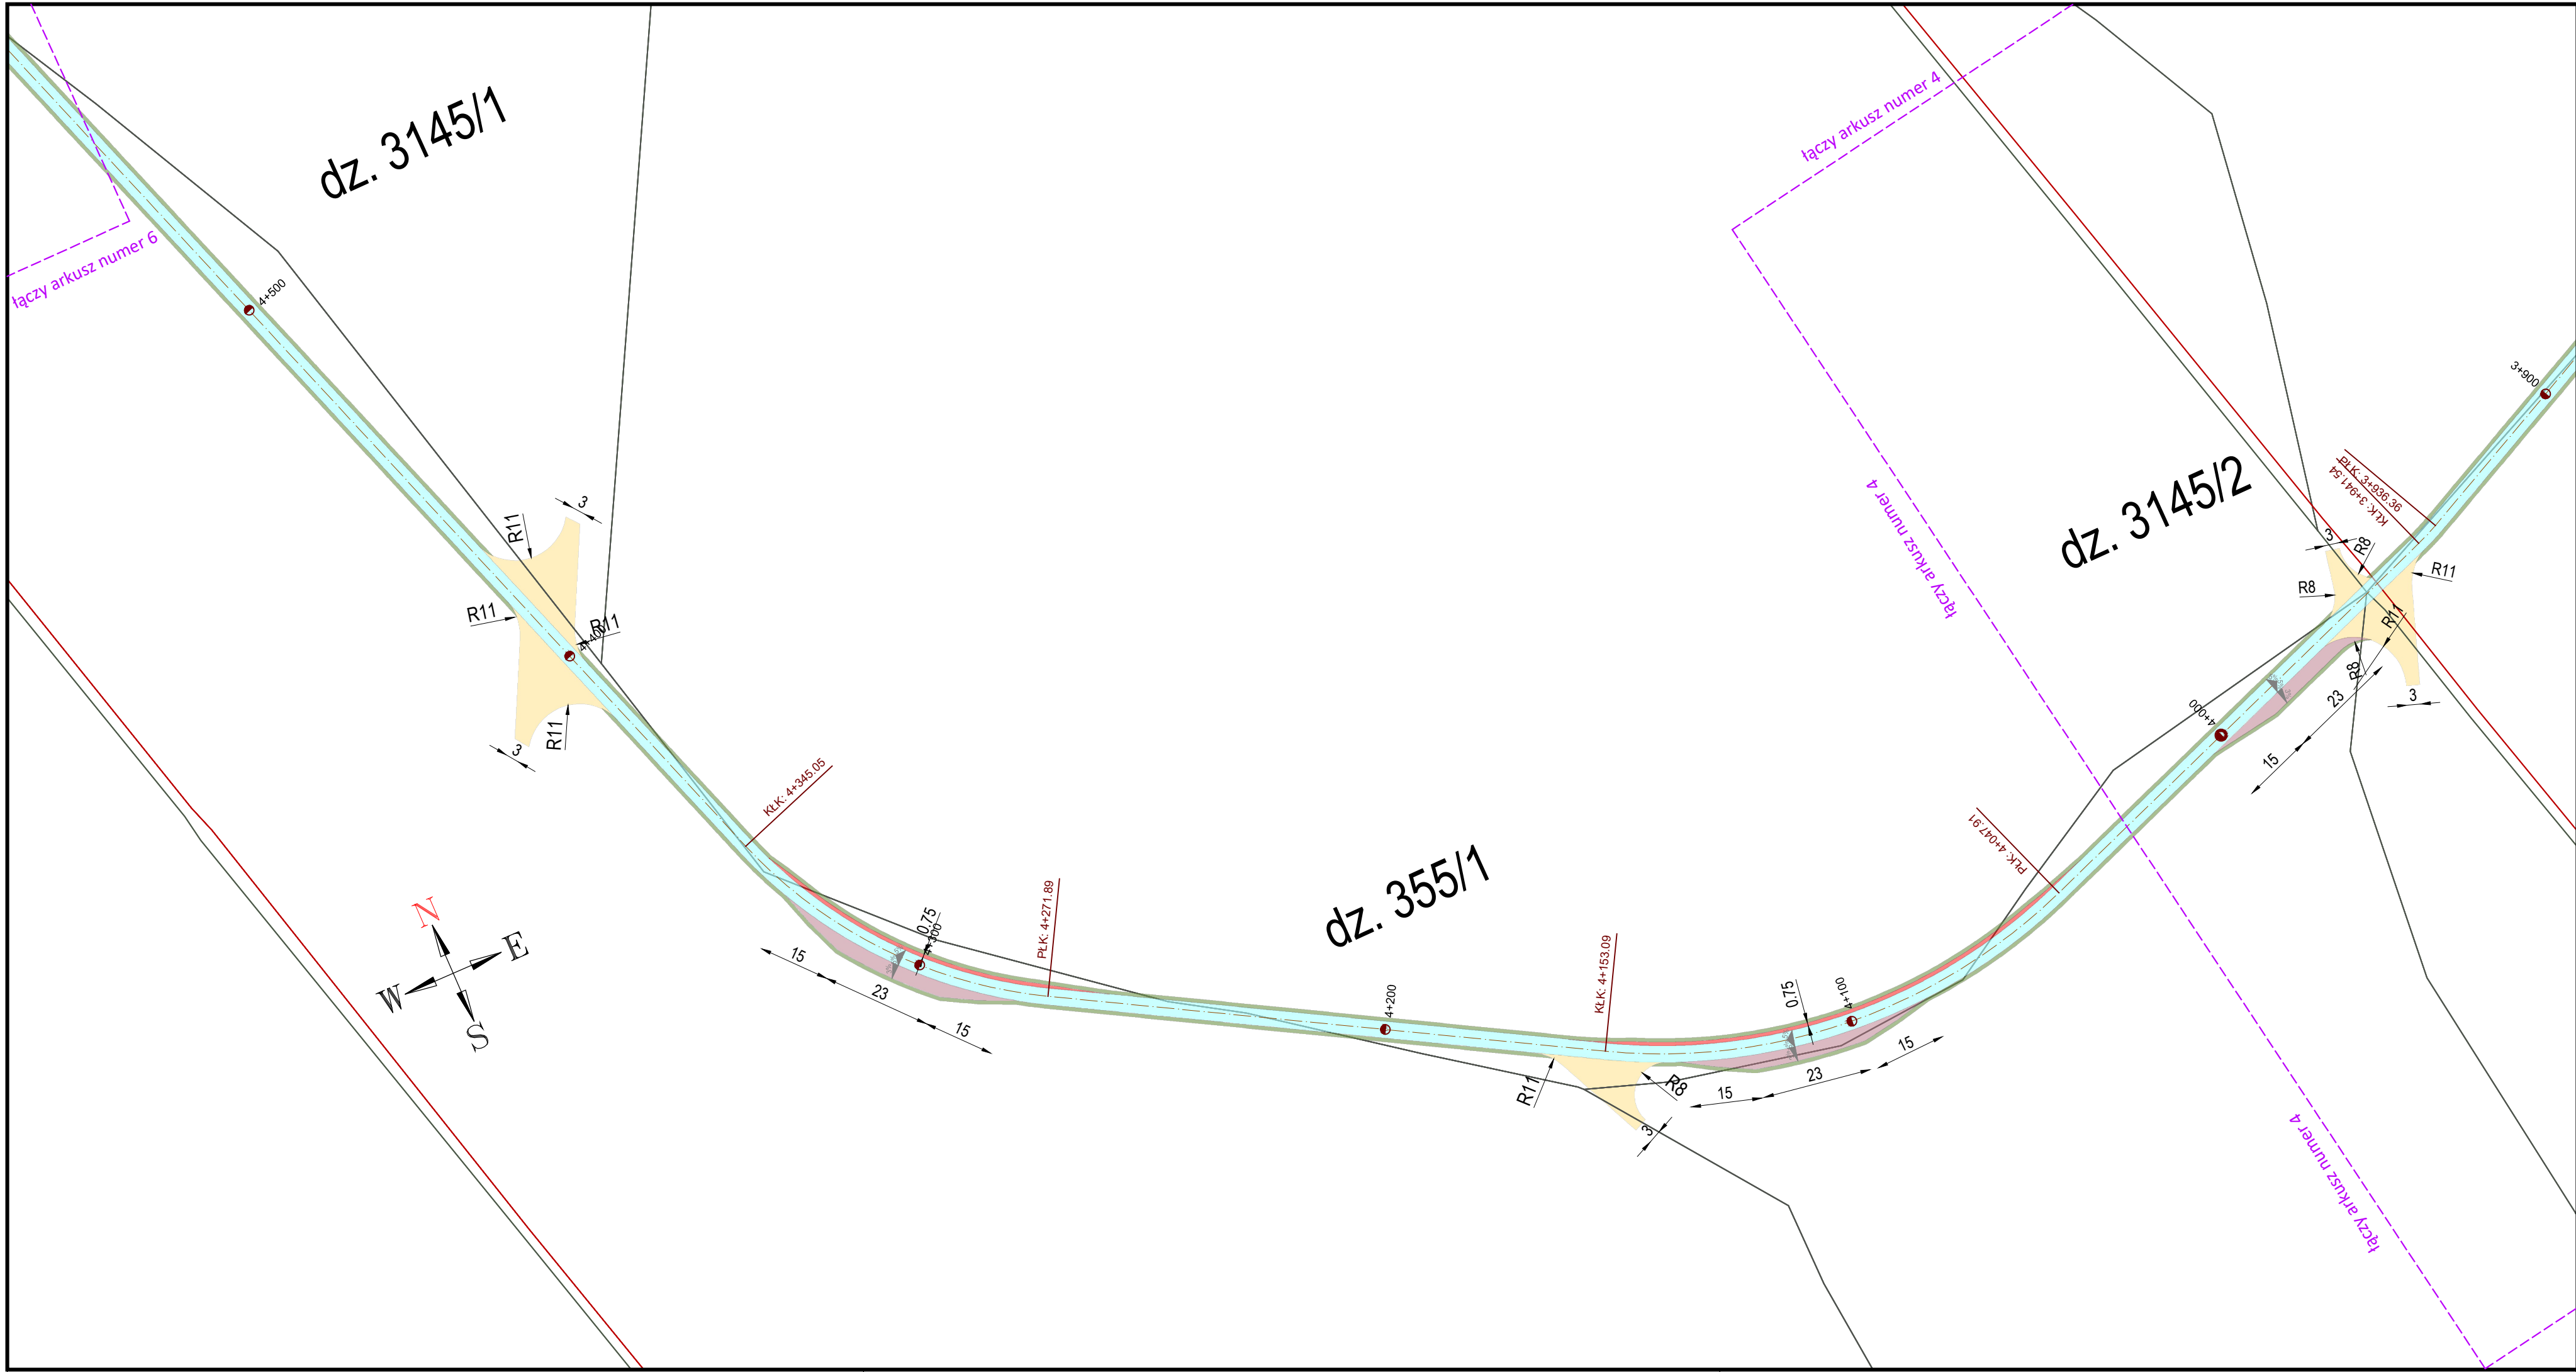 dz. 3145/1
łączy arkusz numer 4
łączy arkusz numer 6
4+500
3+900
dz. 3145/2
PŁK: 3+936.36
KŁK: 3+941.54
łączy arkusz numer 4
3
R11
R11
R11
4+400
R11
3
3
R8
R8
R11
R11
R8
23
3
15
4+000
KŁK: 4+345.05
PŁK: 4+047.91
dz. 355/1
0.75
4+300
PŁK: 4+271.89
15
23
15
N
E
W
S
4+200
KŁK: 4+153.09
0.75
4+100
R11
R8
3
15
23
15
łączy arkusz numer 4